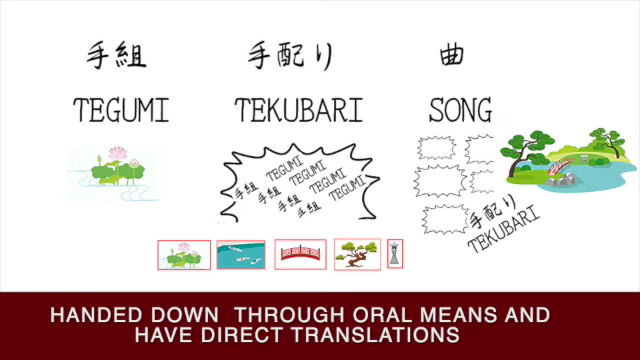 手組
手配り
曲
TEGUMI
TEKUBARI
SONG
手組 TEGUMI
手組 TEGUMI
手組 TEGUMI
手組 TEGUMI
手配り
TEKUBARI
HANDED DOWN THROUGH ORAL MEANS AND
HAVE DIRECT TRANSLATIONS